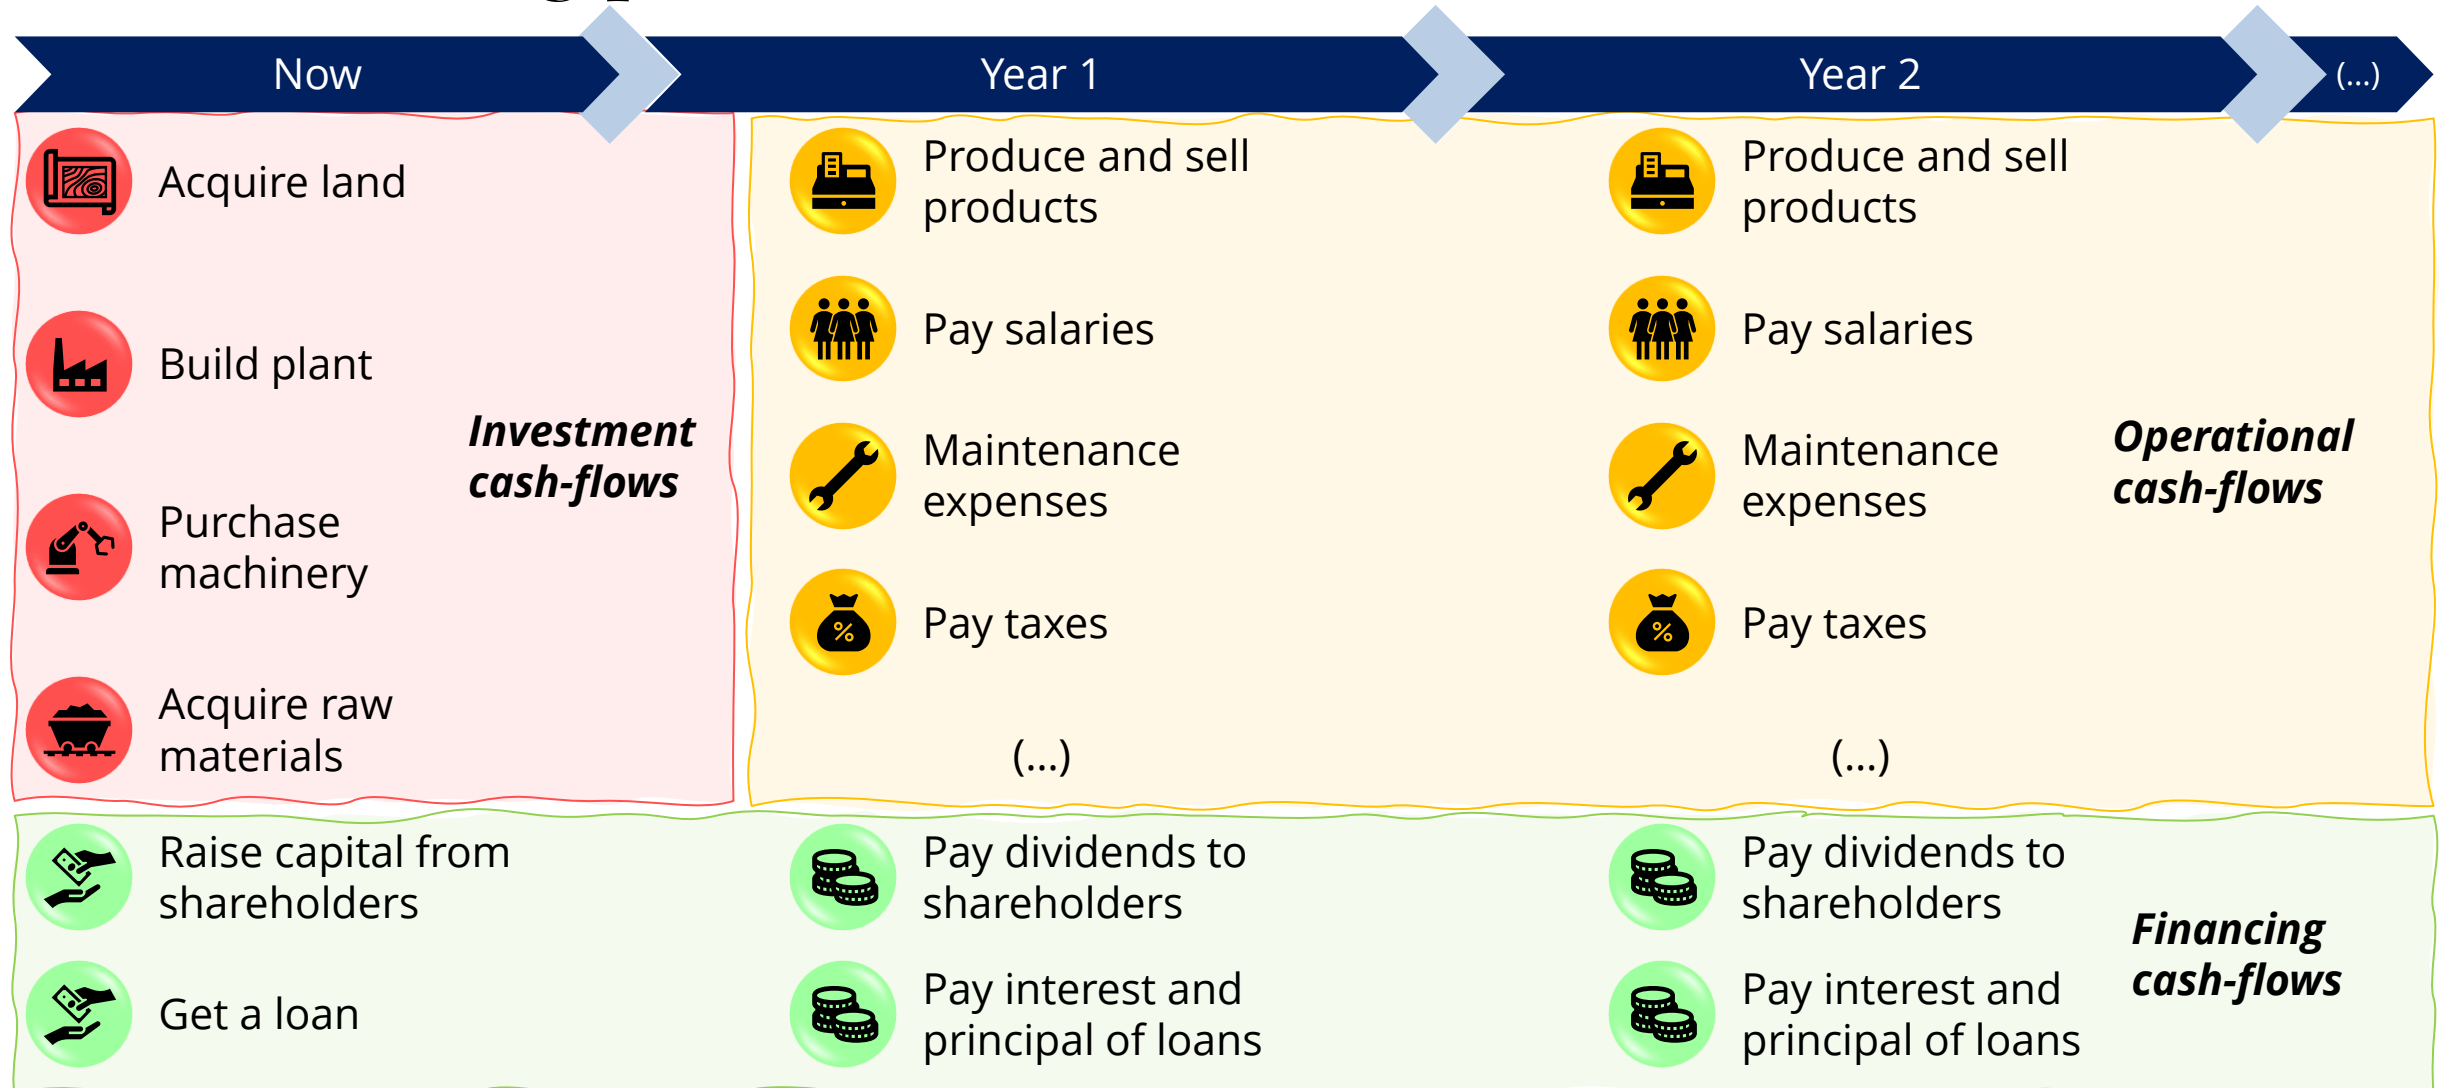 Now
Year 1
Year 2
(...)
Acquire land
Build plant
Purchase
machinery
Acquire raw
materials
Investment
cash-flows
Produce and sell
products
Pay salaries
Maintenance
expenses
Pay taxes
(...)
Produce and sell
products
Pay salaries
Maintenance
expenses
Pay taxes
(...)
Operational
cash-flows
Raise capital from
shareholders
Get a loan
Pay dividends to
shareholders
Pay interest and
principal of loans
Pay dividends to
shareholders
Pay interest and
principal of loans
Financing
cash-flows